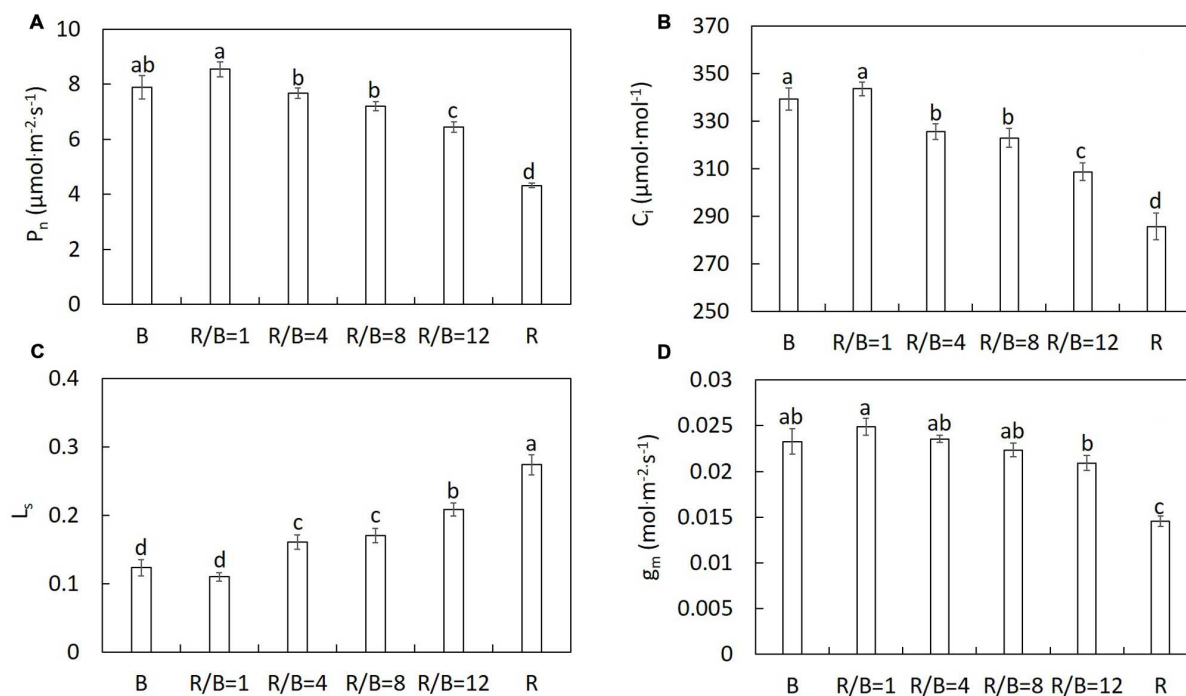 A
10
8
6
4
2
0
Pn (μmol·m-2·s-1)
ab
a
b
b
c
d
B R/B=1 R/B=4 R/B=8 R/B=12 R
B
370
350
330
310
290
270
250
Ci (μmol·mol-1)
a
a
b
b
c
d
B R/B=1 R/B=4 R/B=8 R/B=12 R
C
0.4
0.3
0.2
0.1
0
Ls
d
d
c
c
b
a
B R/B=1 R/B=4 R/B=8 R/B=12 R
D
0.03
0.025
0.02
0.015
0.01
0.005
0
gm (mol·m-2·s-1)
ab
a
ab
ab
b
c
B R/B=1 R/B=4 R/B=8 R/B=12 R